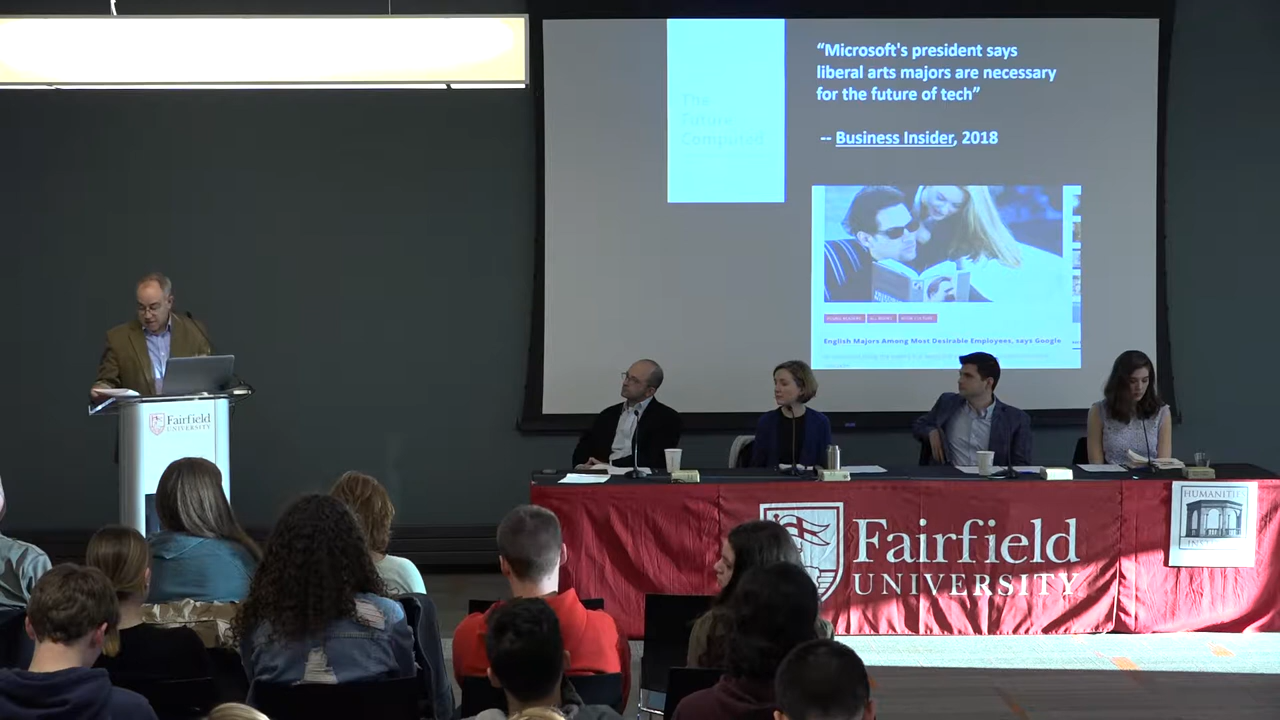 “Microsoft's president says
liberal arts majors are necessary
for the future of tech”
-- Business Insider, 2018
The
Future
Computed
English Majors Among Most Desirable Employees, says Google
Fairfield
UNIVERSITY
Fairfield
UNIVERSITY